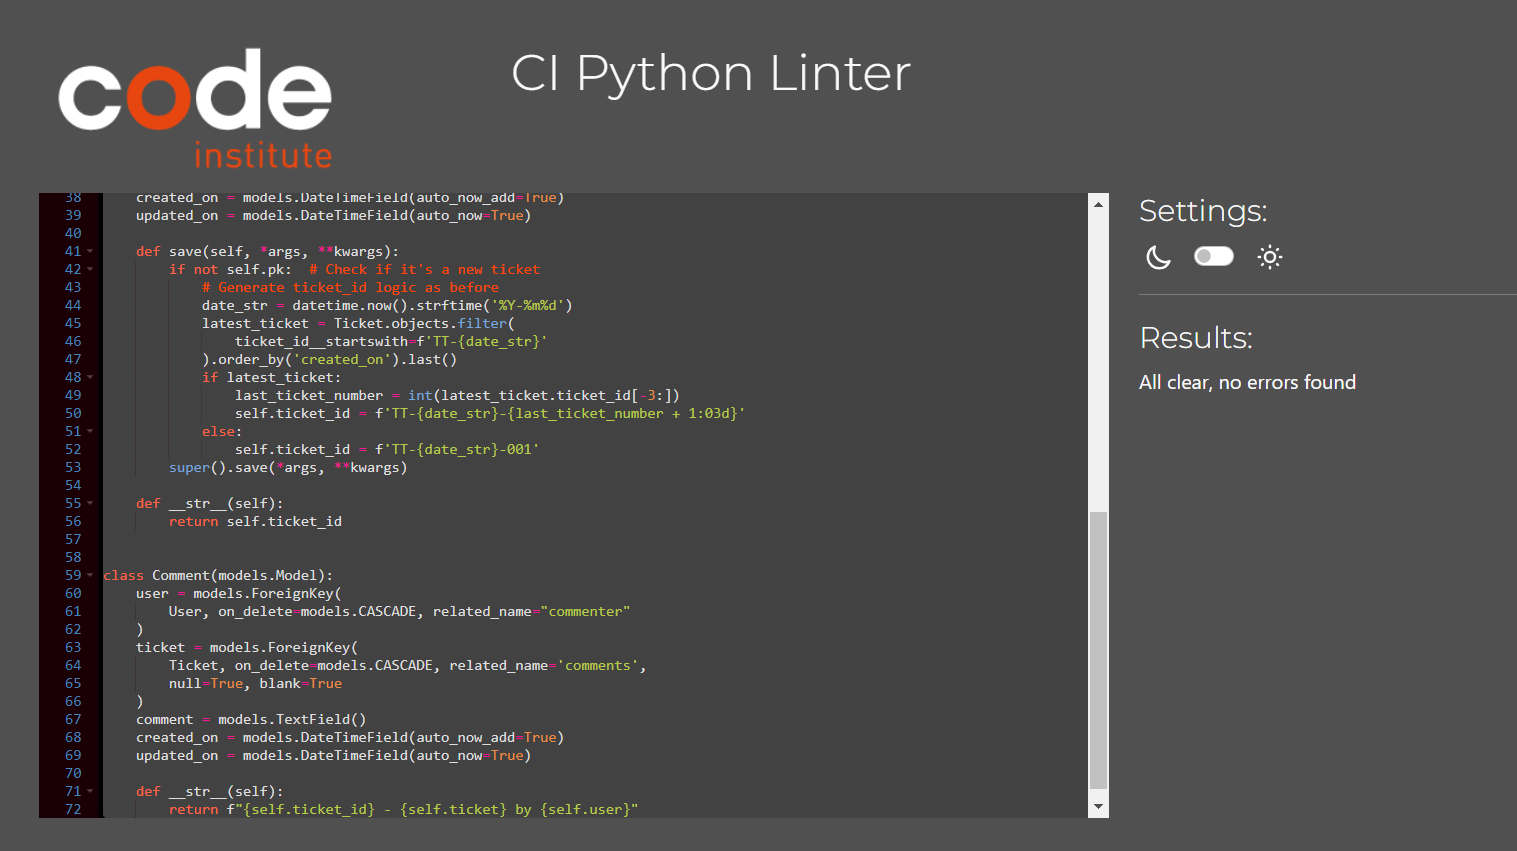 code
institute
CI Python Linter
38 created_on = models.DateTimeField(auto_now_add=True)
39 updated_on = models.DateTimeField(auto_now=True)
40
41 def save(self, *args, **kwargs):
42 if not self.pk:  # Check if it's a new ticket
43 # Generate ticket_id logic as before
44 date_str = datetime.now().strftime('%Y-%m%d')
45 latest_ticket = Ticket.objects.filter(
46 ticket_id__startswith=f'TT-{date_str}'
47 ).order_by('created_on').last()
48 if latest_ticket:
49 last_ticket_number = int(latest_ticket.ticket_id[-3:])
50 self.ticket_id = f'TT-{date_str}-{last_ticket_number + 1:03d}'
51 else:
52 self.ticket_id = f'TT-{date_str}-001'
53 super().save(*args, **kwargs)
54
55 def __str__(self):
56 return self.ticket_id
57
58
59 class Comment(models.Model):
60 user = models.ForeignKey(
61 User, on_delete=models.CASCADE, related_name="commenter"
62 )
63 ticket = models.ForeignKey(
64 Ticket, on_delete=models.CASCADE, related_name='comments',
65 null=True, blank=True
66 )
67 comment = models.TextField()
68 created_on = models.DateTimeField(auto_now_add=True)
69 updated_on = models.DateTimeField(auto_now=True)
70
71 def __str__(self):
72 return f"{self.ticket_id} - {self.ticket} by {self.user}"
Settings:
Results:
All clear, no errors found